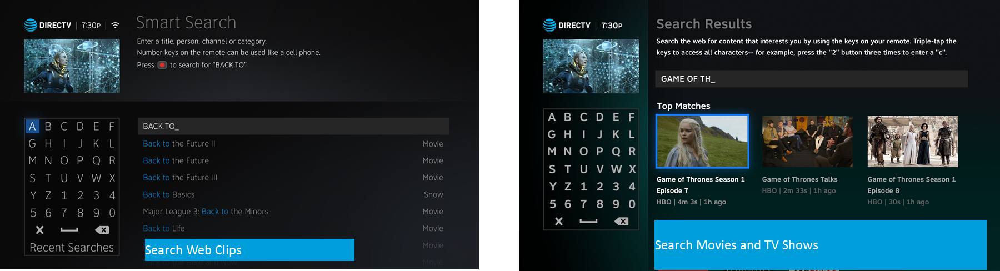 DIRECTV | 7:30P
Smart Search
Enter a title, person, channel or category.
Number keys on the remote can be used like a cell phone.
Press to search for “BACK TO”
A B C D E F
G H I J K L
M N O P Q R
S T U V W X
Y Z 1 2 3 4
5 6 7 8 9 0
Recent Searches
BACK TO_
Back to the Future II Movie
Back to the Future Movie
Back to the Future III Movie
Back to Basics Show
Major League 3: Back to the Minors Movie
Back to Life Movie
Movie
Back to the Here and Now Movie
Search Web Clips
DIRECTV | 7:30P
Search Results
Search the web for content that interests you by using the keys on your remote. Triple-tap the
keys to access all characters-- for example, press the "2" button three times to enter a "c".
GAME OF TH_
A B C D E F
G H I J K L
M N O P Q R
S T U V W X
Y Z 1 2 3 4
5 6 7 8 9 0
Top Matches
Game of Thrones Season 1
Episode 7
HBO | 4m 3s | 1h ago
Game of Thrones Talks
HBO | 2m 33s | 1h ago
Game of Thrones Season 1
Episode 8
HBO | 30s | 1h ago
Search Movies and TV Shows